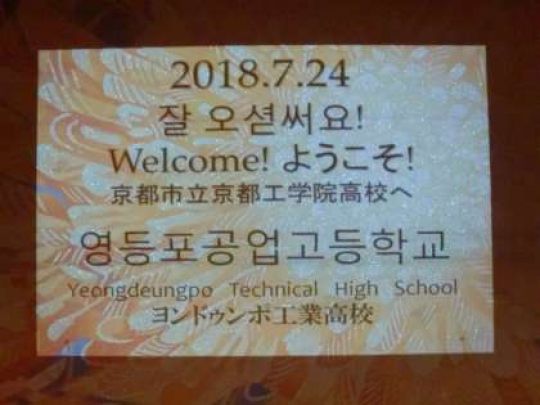 2018.7.24
잘 오셛써요!
Welcome! ようこそ!
京都市立京都工学院高校へ
영등포공업고등학교
Yeongdeungpo Technical High School
ヨンドゥンポ工業高校